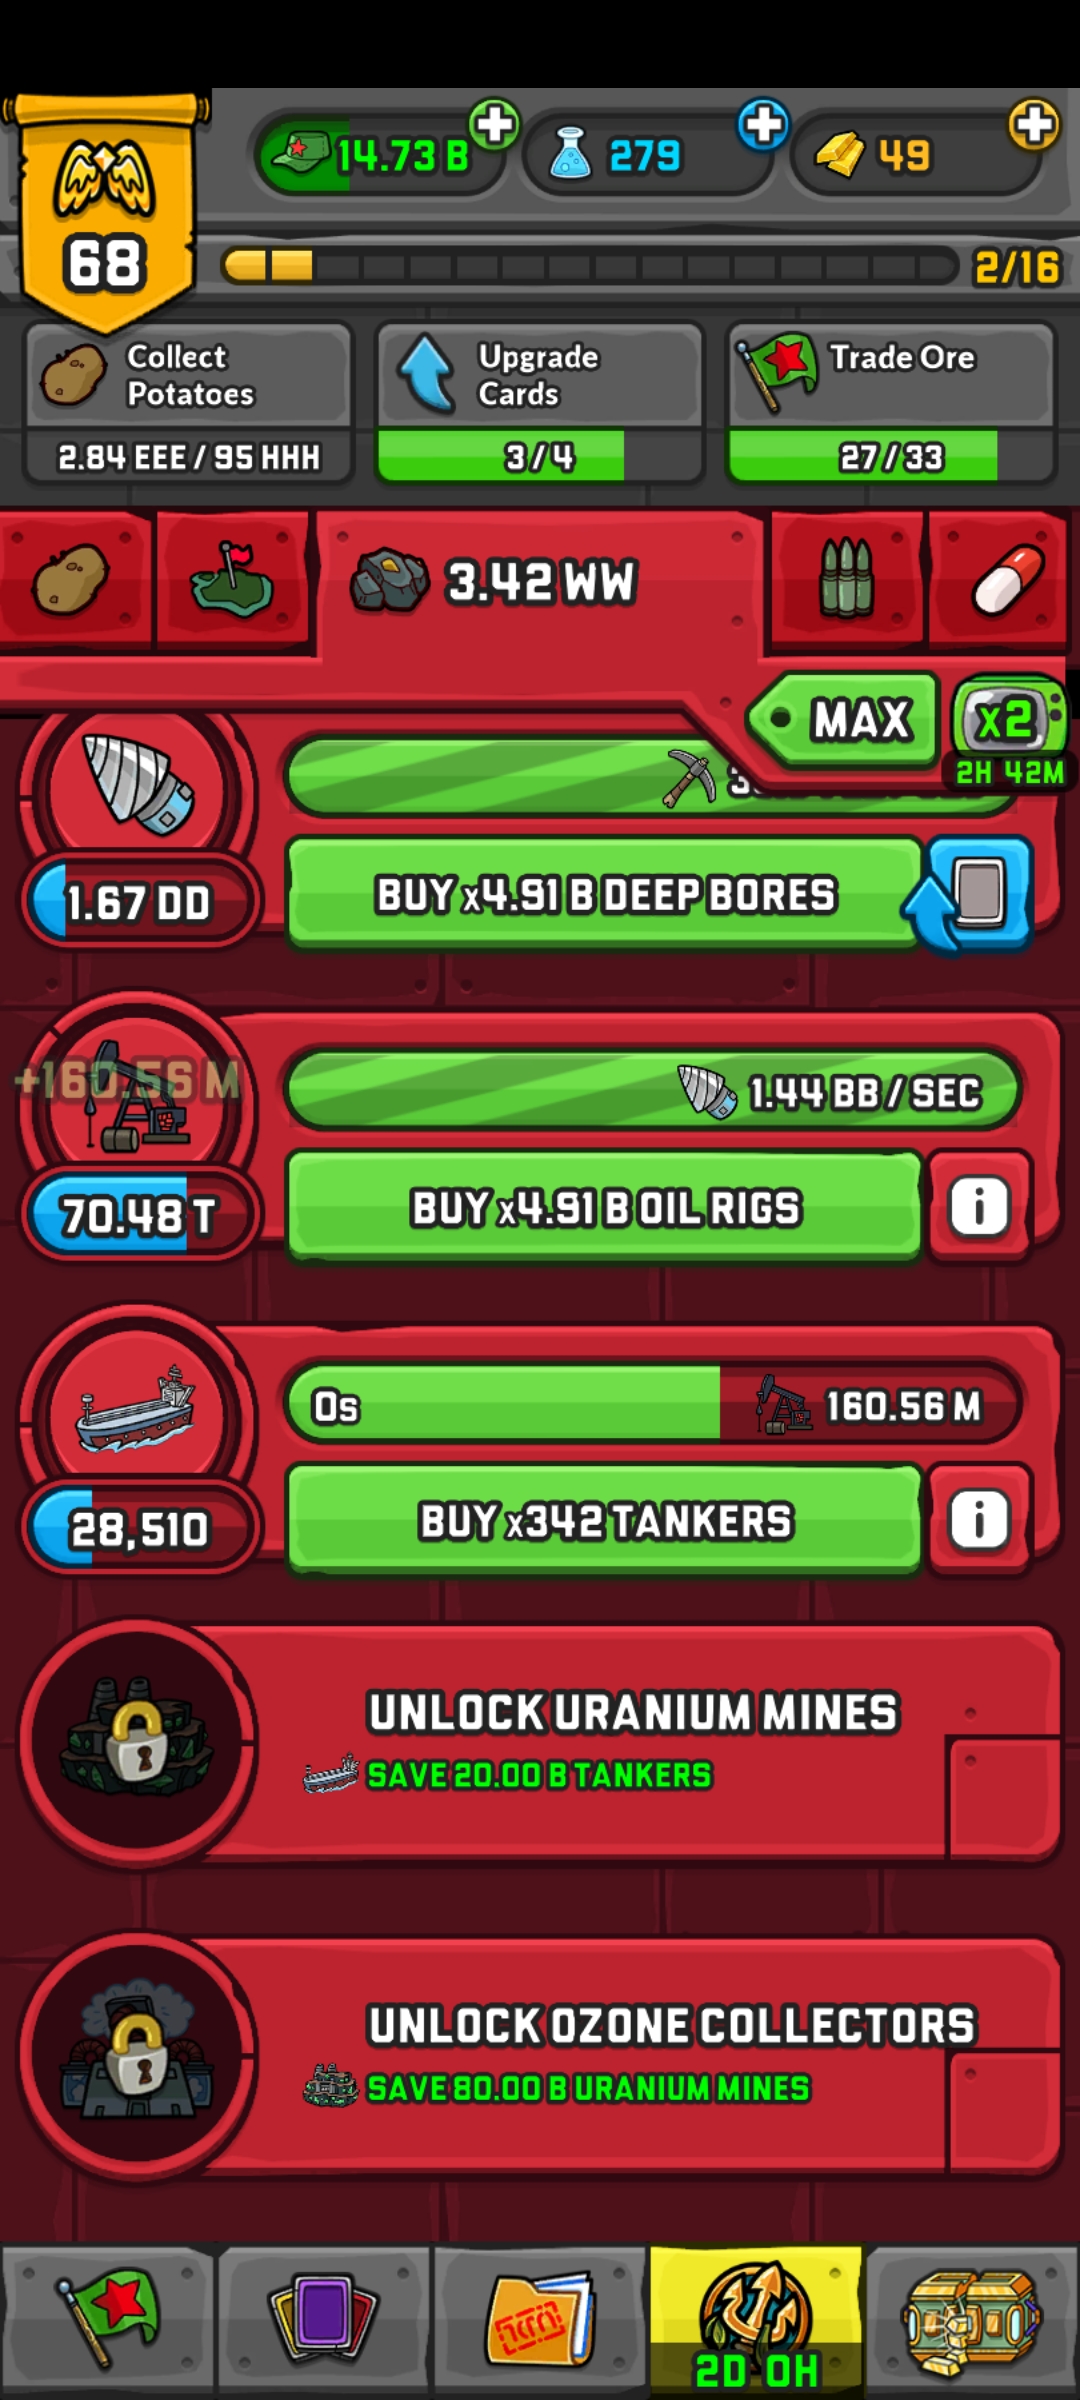 14.73 B
279
49
68
2/16
Collect
Potatoes
2.84 EEE / 95 HHH
Upgrade
Cards
3/4
Trade Ore
27/33
3.42 WW
MAX
x2
2H 42M
1.67 DD
BUY x4.91 B DEEP BORES
+160.56 M
1.44 BB / SEC
70.48 T
BUY x4.91 B OIL RIGS
i
0s
160.56 M
28,510
BUY x342 TANKERS
i
UNLOCK URANIUM MINES
SAVE 20.00 B TANKERS
UNLOCK OZONE COLLECTORS
SAVE 80.00 B URANIUM MINES
2D 0H